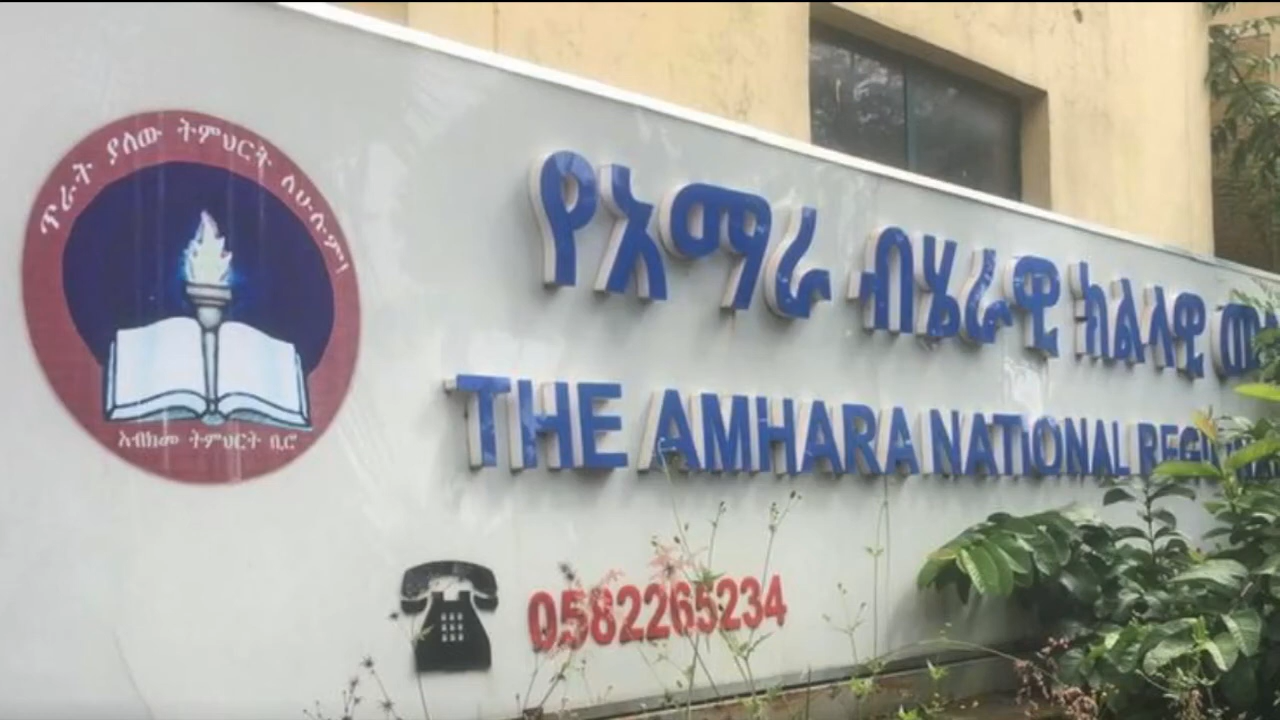 ጥራት ያለው ትምህርት ለሁሉም!
አብክመ ትምህርት ቢሮ
የአማራ ብሄራዊ ክልላዊ
THE AMHARA NATIONAL
0582265234